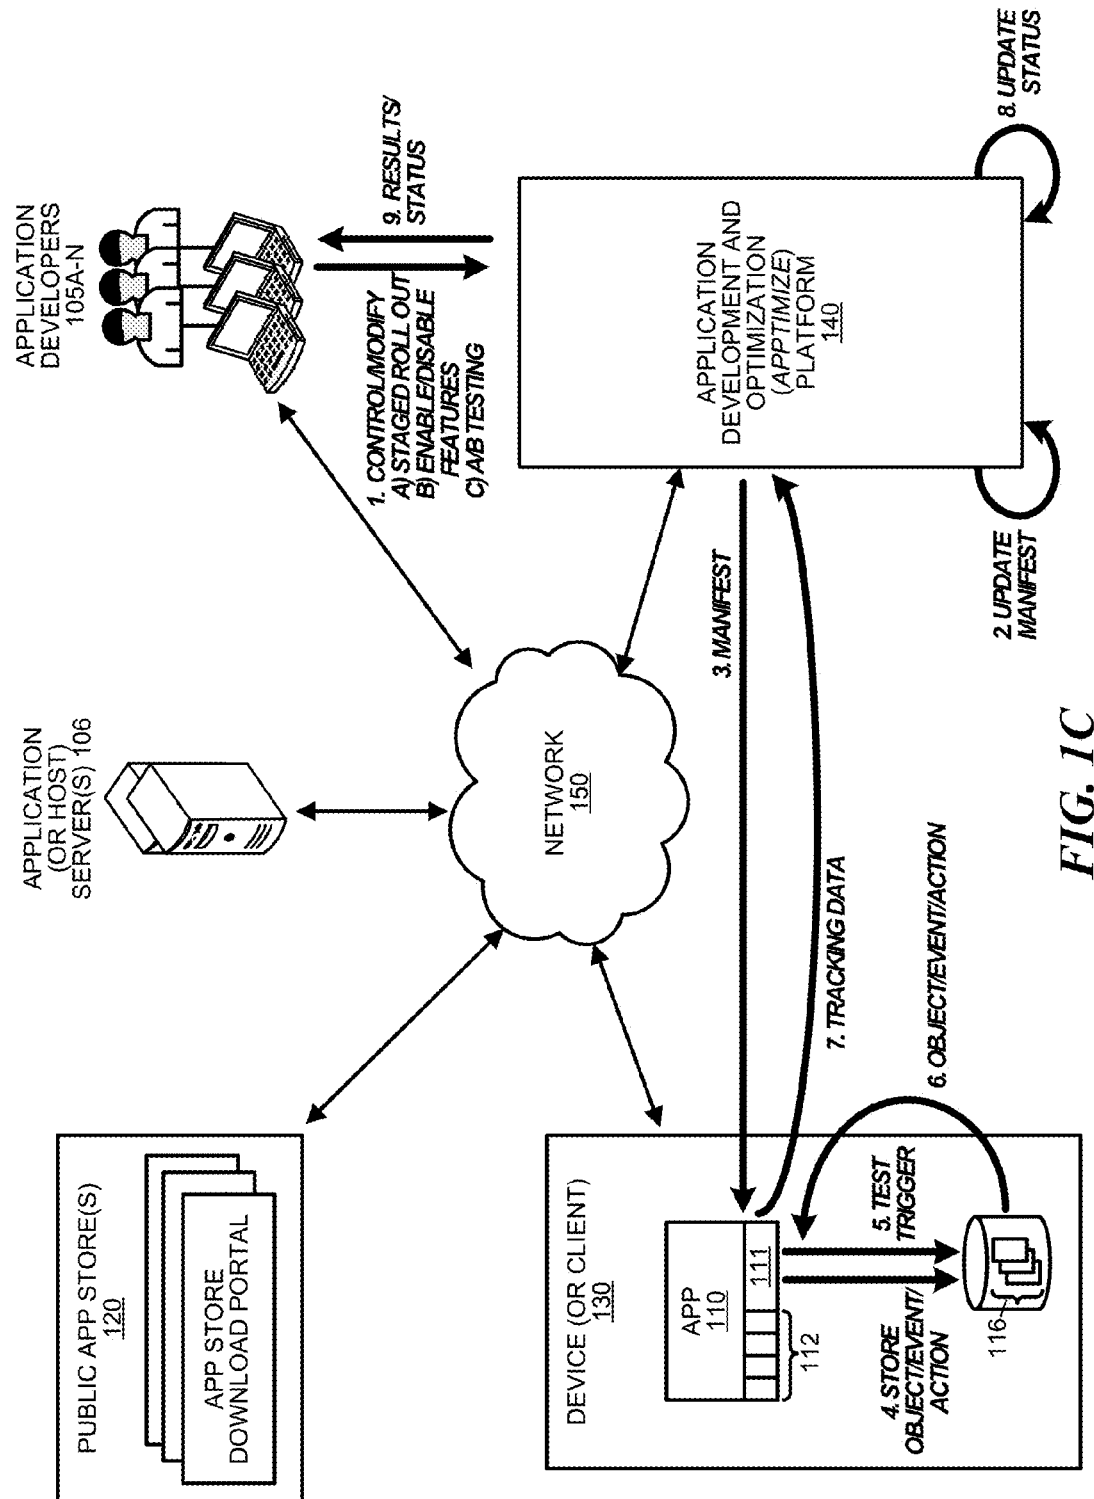 PUBLIC APP STORE(S)
120
APP STORE
DOWNLOAD PORTAL
APPLICATION
(OR HOST)
SERVER(S) 106
APPLICATION
DEVELOPERS
105A-N
NETWORK
150
1. CONTROL/MODIFY
A) STAGED ROLL OUT
B) ENABLE/DISABLE
FEATURES
C) A/B TESTING
9. RESULTS/
STATUS
DEVICE (OR CLIENT)
130
APP
110
111
112
4. STORE
OBJECT/EVENT/
ACTION
5. TEST
TRIGGER
116
6. OBJECT/EVENT/ACTION
7. TRACKING DATA
3. MANIFEST
APPLICATION
DEVELOPMENT AND
OPTIMIZATION
(APPTIMIZE)
PLATFORM
140
2. UPDATE
MANIFEST
8. UPDATE
STATUS
FIG. 1C